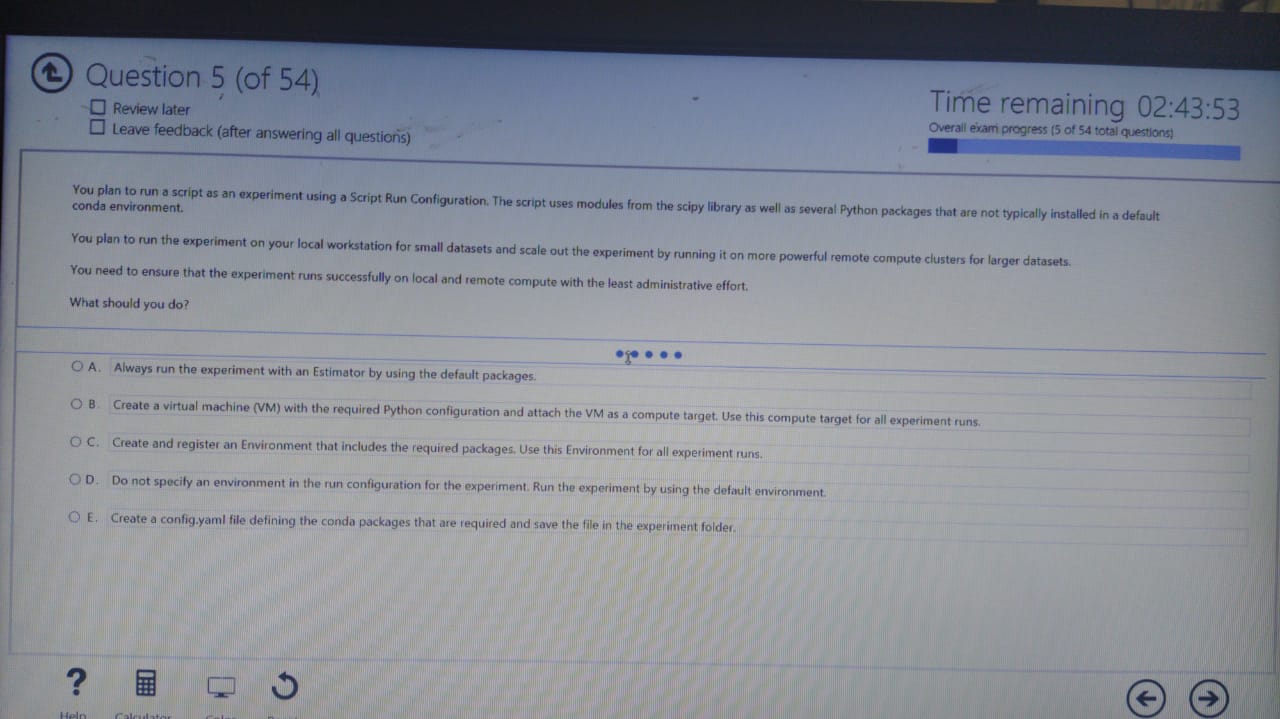 Question 5 (of 54)
Review later
Leave feedback (after answering all questions)
Time remaining 02:43:53
Overall exam progress (5 of 54 total questions)
You plan to run a script as an experiment using a Script Run Configuration. The script uses modules from the scipy library as well as several Python packages that are not typically installed in a default
conda environment.
You plan to run the experiment on your local workstation for small datasets and scale out the experiment by running it on more powerful remote compute clusters for larger datasets.
You need to ensure that the experiment runs successfully on local and remote compute with the least administrative effort.
What should you do?
A. Always run the experiment with an Estimator by using the default packages.
B. Create a virtual machine (VM) with the required Python configuration and attach the VM as a compute target. Use this compute target for all experiment runs.
C. Create and register an Environment that includes the required packages. Use this Environment for all experiment runs.
D. Do not specify an environment in the run configuration for the experiment. Run the experiment by using the default environment.
E. Create a config.yaml file defining the conda packages that are required and save the file in the experiment folder.
Help
Calculator